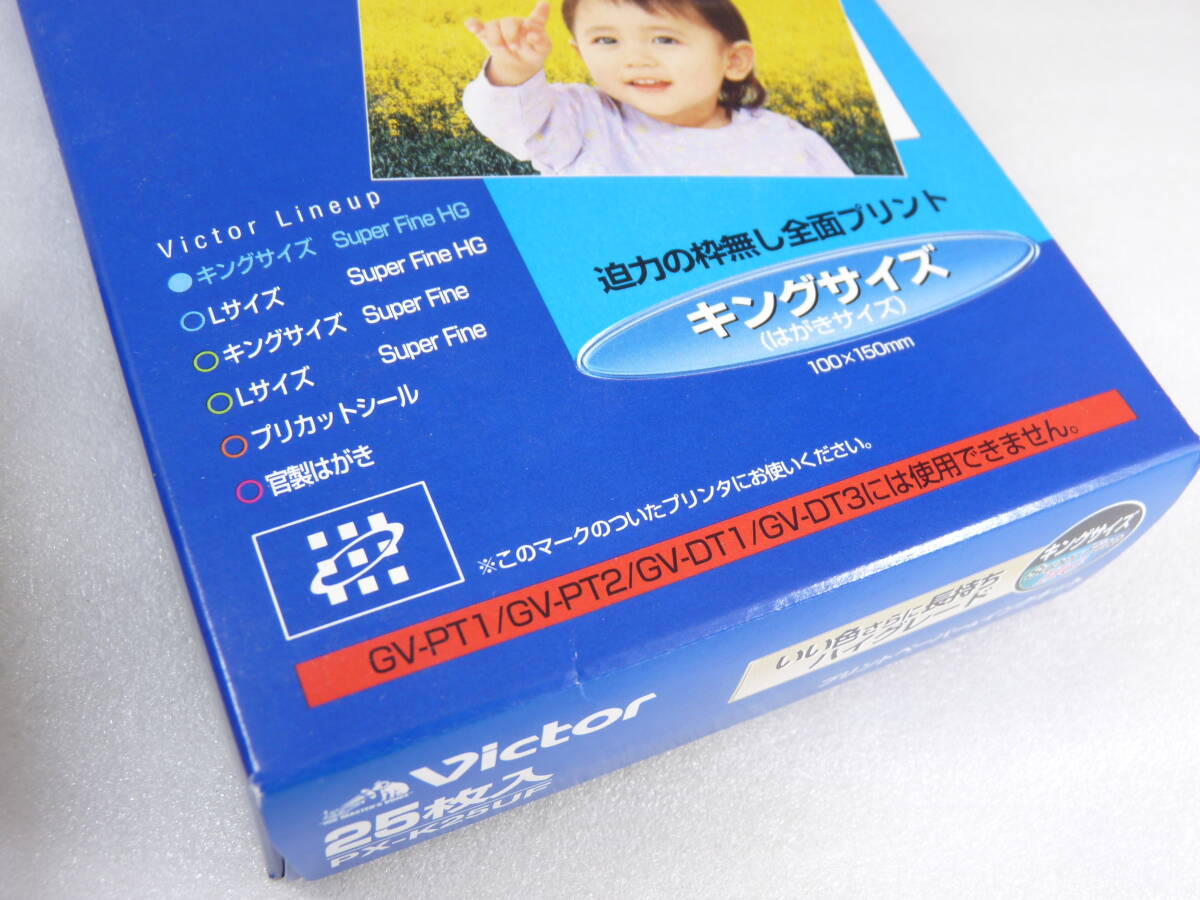 Victor Lineup
キングサイズ Super Fine HG
Lサイズ Super Fine HG
キングサイズ Super Fine
Lサイズ Super Fine
プリカットシール
官製はがき
迫力の枠無し全面プリント
キングサイズ
(はがきサイズ)
100×150mm
※このマークのついたプリンタにお使いください。
GV-PT1/GV-PT2/GV-DT1/GV-DT3には使用できません。
Victor
25枚入
PX-K25UF
いい色さらに長持ち
ハイグレード
キングサイズ